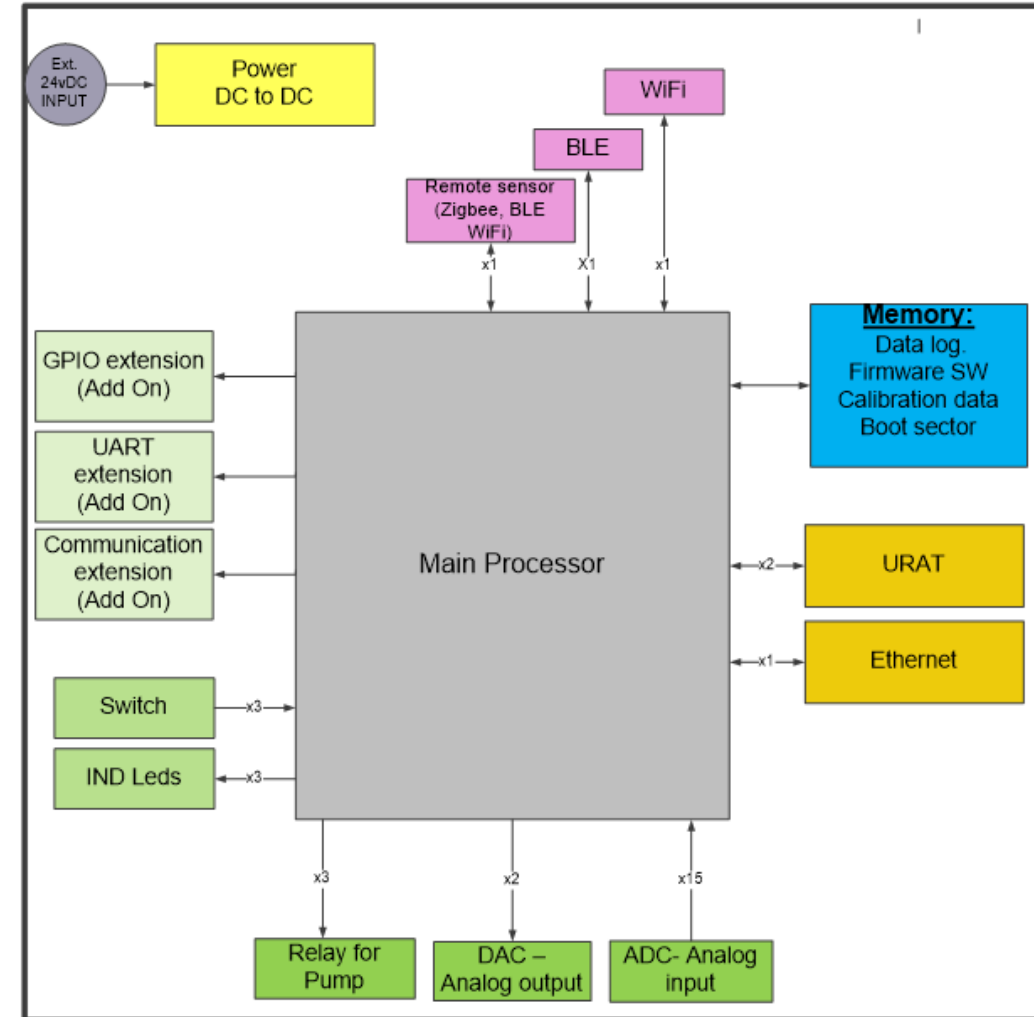 Ext.
24vDC
INPUT
Power
DC to DC
WiFi
BLE
Remote sensor
(Zigbee, BLE
WiFi)
x1
X1
x1
GPIO extension
(Add On)
UART
extension
(Add On)
Communication
extension
(Add On)
Switch
x3
IND Leds
x3
Main Processor
Memory:
Data log.
Firmware SW
Calibration data
Boot sector
x2
URAT
x1
Ethernet
x3
x2
x15
Relay for
Pump
DAC –
Analog output
ADC- Analog
input